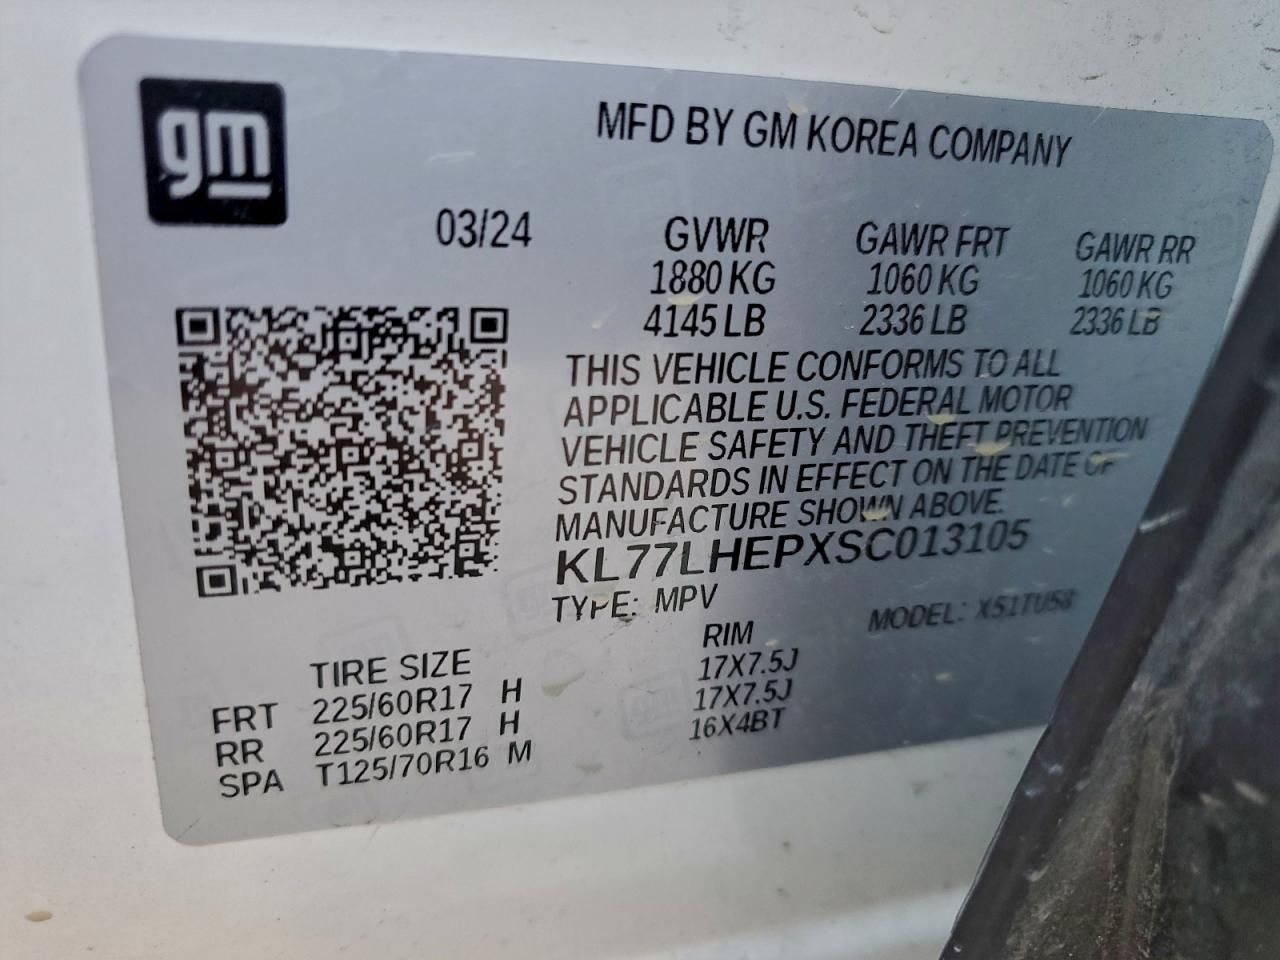 gm
MFD BY GM KOREA COMPANY
03/24 GVWR GAWR FRT GAWR RR
1880 KG 1060 KG 1060 KG
4145 LB 2336 LB 2336 LB
THIS VEHICLE CONFORMS TO ALL
APPLICABLE U.S. FEDERAL MOTOR
VEHICLE SAFETY AND THEFT PREVENTION
STANDARDS IN EFFECT ON THE DATE OF
MANUFACTURE SHOWN ABOVE.
KL77LHEPXSC013105
TYPE: MPV MODEL: X51TU58
TIRE SIZE RIM
FRT 225/60R17 H 17X7.5J
RR 225/60R17 H 17X7.5J
SPA T125/70R16 M 16X4BT